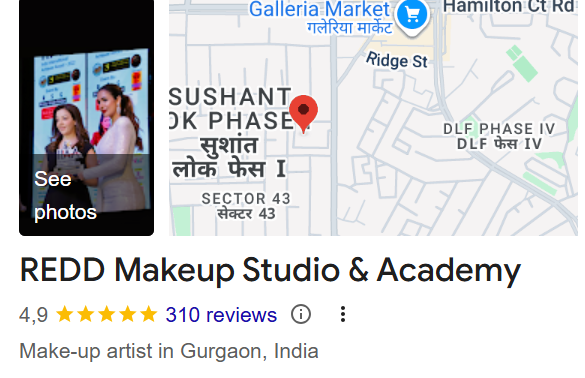 Galleria Market
गलेरिया मार्केट
Hamilton Ct Rd
Ridge St
SUSHANT
OK PHASE
सुशांत
लोक फेस I
DLF PHASE IV
DLF फेस IV
SECTOR 43
सेक्टर 43
See
photos
REDD Makeup Studio & Academy
4,9
310 reviews
Make-up artist in Gurgaon, India